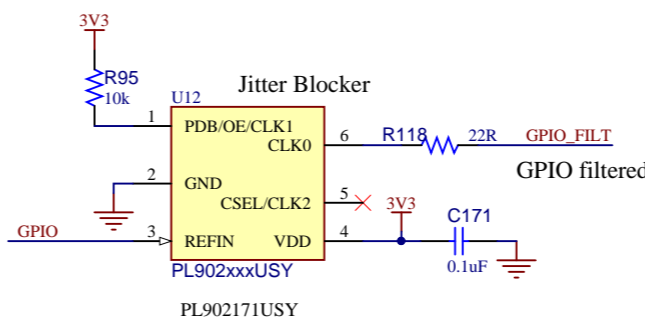 3V3
R95
10k
Jitter Blocker
U12
1
PDB/OE/CLK1
CLK0
6
R118
22R
GPIO_FILT
GPIO filtered
2
GND
CSEL/CLK2
5
3V3
C171
0.1uF
GPIO
3
REFIN
VDD
4
PL902xxxUSY
PL902171USY